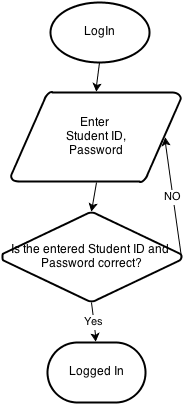 LogIn
Enter
Student ID,
Password
NO
Is the entered Student ID and
Password correct?
Yes
Logged In